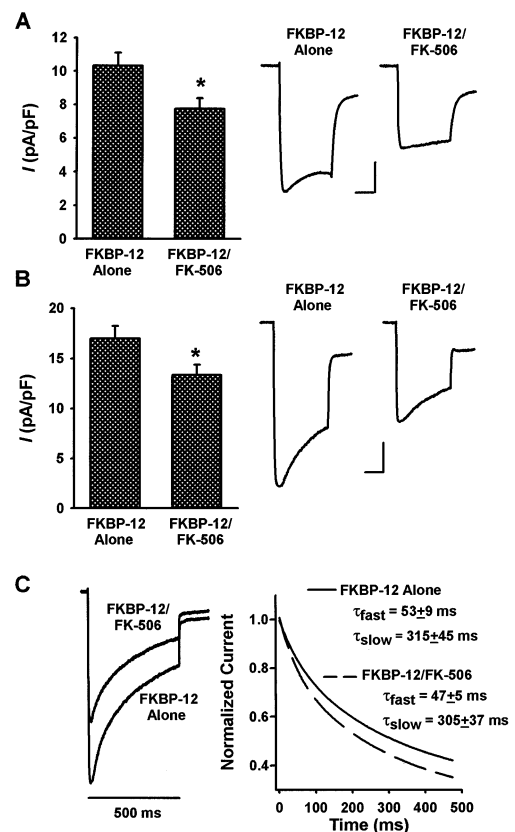 A
12
10
8
6
4
2
0
I (pA/pF)
*
FKBP-12
Alone
FKBP-12/
FK-506
FKBP-12
Alone
FKBP-12/
FK-506
B
20
15
10
5
0
I (pA/pF)
*
FKBP-12
Alone
FKBP-12/
FK-506
FKBP-12
Alone
FKBP-12/
FK-506
C
FKBP-12/
FK-506
FKBP-12
Alone
500 ms
Normalized Current
1.0
0.8
0.6
0.4
FKBP-12 Alone
τfast = 53±9 ms
τslow = 315±45 ms
FKBP-12/FK-506
τfast = 47±5 ms
τslow = 305±37 ms
0 100 200 300 400 500
Time (ms)